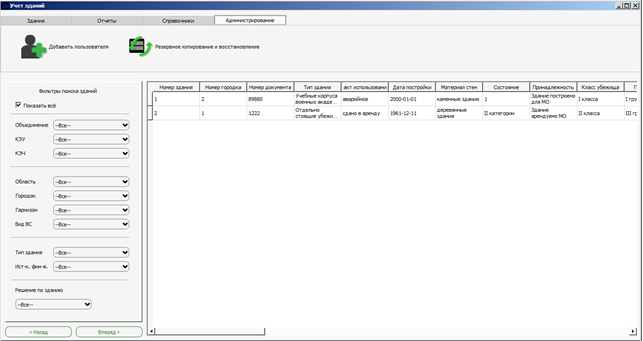 Учет зданий
Здания Отчеты Справочники Администрирование
Добавить пользователя Резервное копирование и восстановление
Фильтры поиска зданий
Показать всё
Объединение --Все--
КЭУ --Все--
КЭЧ --Все--
Область --Все--
Городок --Все--
Гарнизон --Все--
Вид ВС --Все--
Тип здания --Все--
Ист-к. фин-я. --Все--
Решение по зданию
--Все--
< Назад Вперед >
Номер здания Номер городка Номер документа Тип здания акт использовани Дата постройки Материал стен Состояние Принадлежность Класс убежища Г
1 2 89880 Учебные корпуса военных акаде... аварийное 2000-01-01 каменные здания 1 Здание построено для МО I класса I гру
2 1 1222 Отдельно стоящие убежи... сдано в аренду 1961-12-11 деревянные здания II категории Здание арендуемо МО II класса III гр